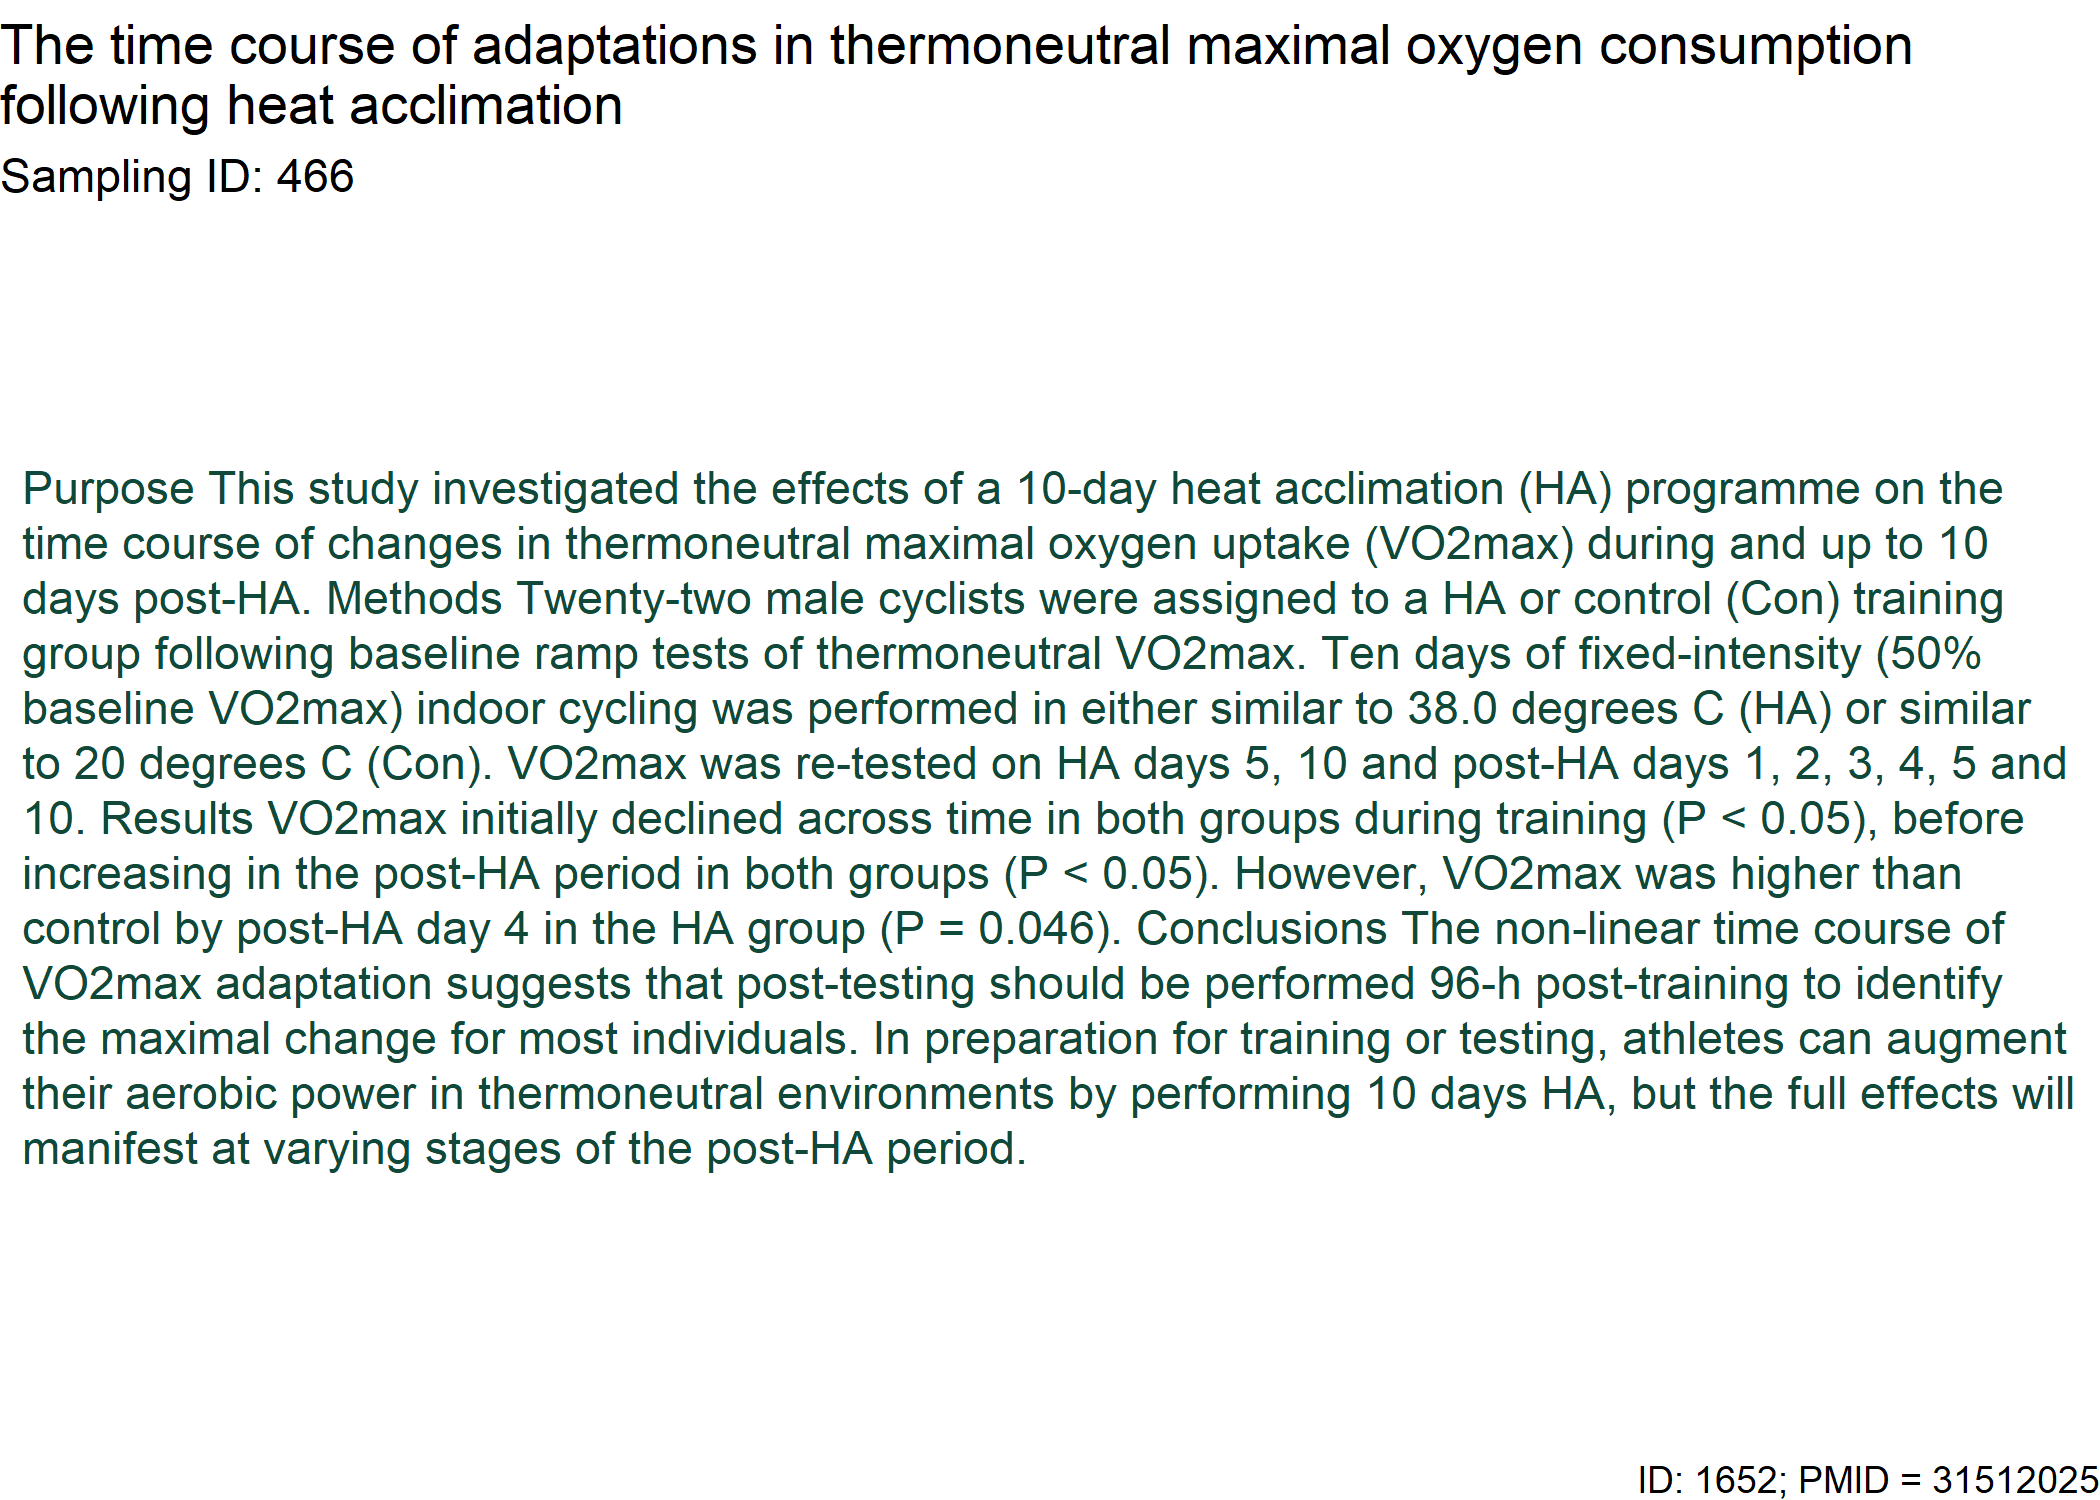 The time course of adaptations in thermoneutral maximal oxygen consumption
following heat acclimation
Sampling ID: 466
Purpose This study investigated the effects of a 10-day heat acclimation (HA) programme on the
time course of changes in thermoneutral maximal oxygen uptake (VO2max) during and up to 10
days post-HA. Methods Twenty-two male cyclists were assigned to a HA or control (Con) training
group following baseline ramp tests of thermoneutral VO2max. Ten days of fixed-intensity (50%
baseline VO2max) indoor cycling was performed in either similar to 38.0 degrees C (HA) or similar
to 20 degrees C (Con). VO2max was re-tested on HA days 5, 10 and post-HA days 1, 2, 3, 4, 5 and
10. Results VO2max initially declined across time in both groups during training (P < 0.05), before
increasing in the post-HA period in both groups (P < 0.05). However, VO2max was higher than
control by post-HA day 4 in the HA group (P = 0.046). Conclusions The non-linear time course of
VO2max adaptation suggests that post-testing should be performed 96-h post-training to identify
the maximal change for most individuals. In preparation for training or testing, athletes can augment
their aerobic power in thermoneutral environments by performing 10 days HA, but the full effects will
manifest at varying stages of the post-HA period.
ID: 1652; PMID = 31512025